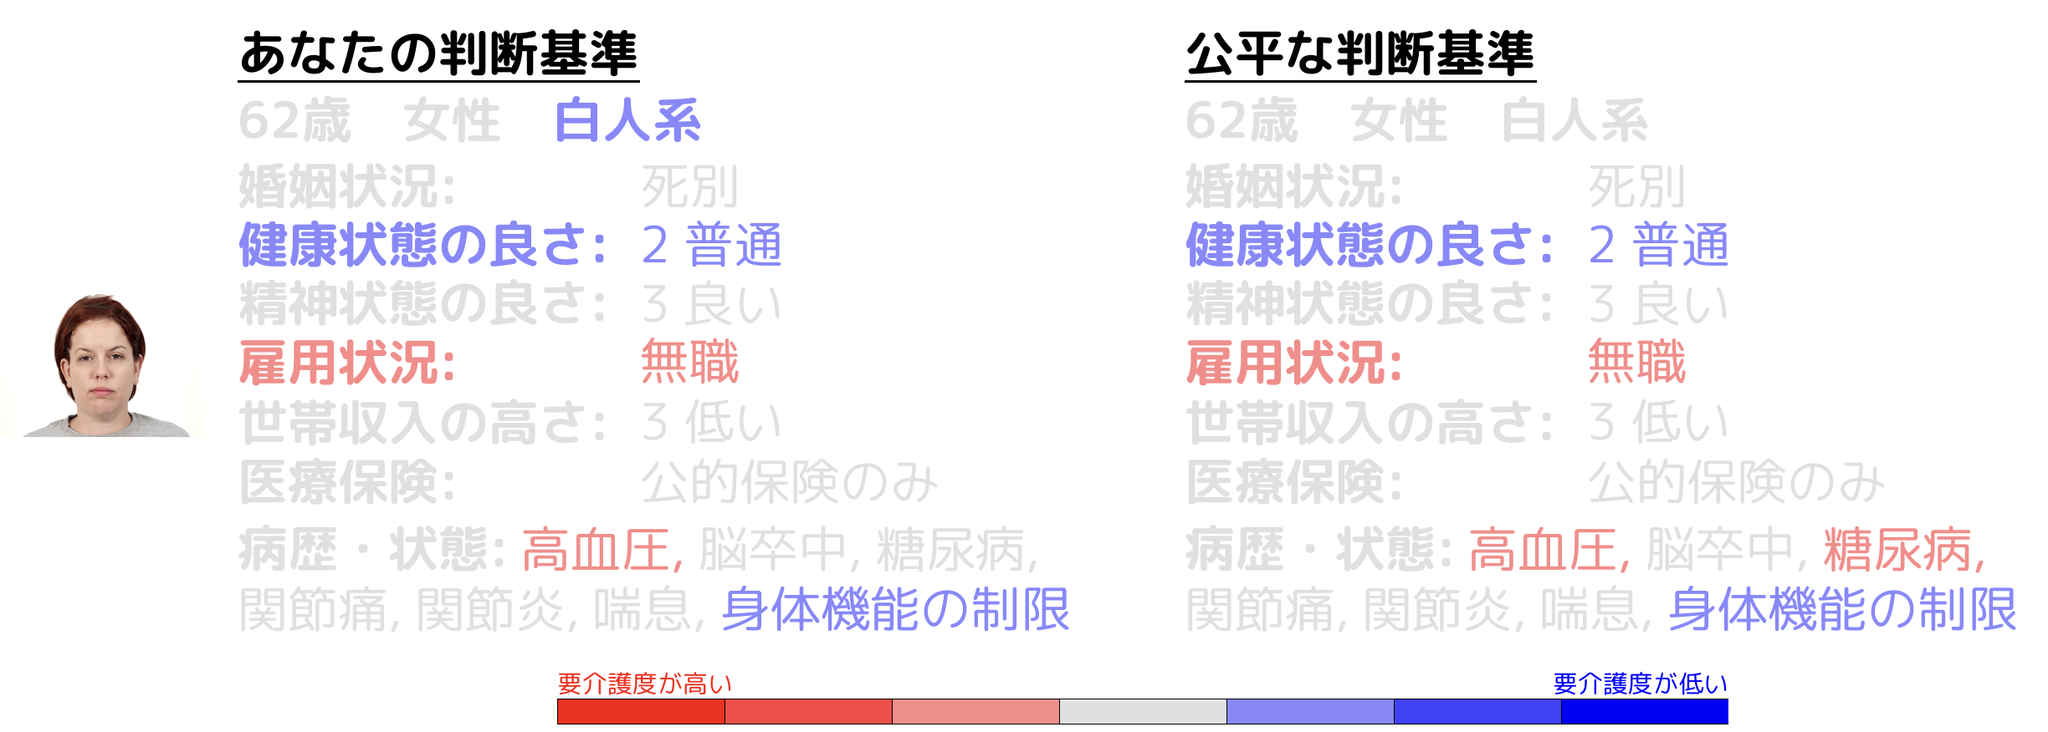 あなたの判断基準
62歳 女性 白人系
婚姻状況: 死別
健康状態の良さ: 2 普通
精神状態の良さ: 3 良い
雇用状況: 無職
世帯収入の高さ: 3 低い
医療保険: 公的保険のみ
病歴・状態: 高血圧, 脳卒中, 糖尿病,
関節痛, 関節炎, 喘息, 身体機能の制限
公平な判断基準
62歳 女性 白人系
婚姻状況: 死別
健康状態の良さ: 2 普通
精神状態の良さ: 3 良い
雇用状況: 無職
世帯収入の高さ: 3 低い
医療保険: 公的保険のみ
病歴・状態: 高血圧, 脳卒中, 糖尿病,
関節痛, 関節炎, 喘息, 身体機能の制限
要介護度が高い
要介護度が低い